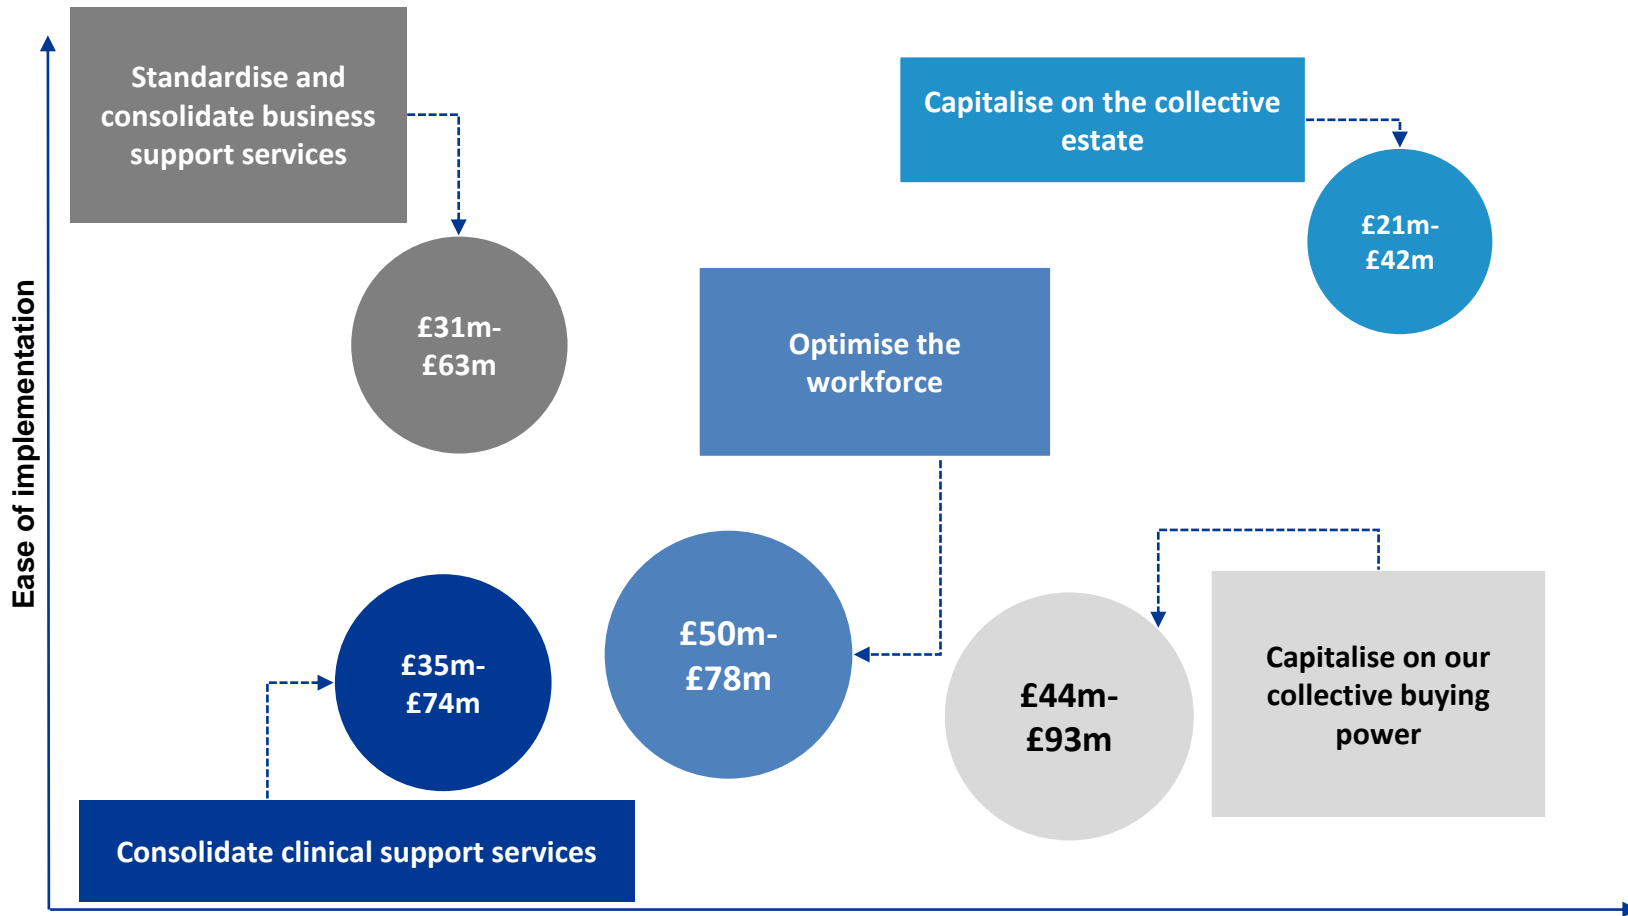 Standardise and
consolidate business
support services
Capitalise on the collective
estate
£21m-
£42m
£31m-
£63m
Optimise the
workforce
Ease of implementation
£50m-
£78m
£35m-
£74m
£44m-
£93m
Capitalise on our
collective buying
power
Consolidate clinical support services